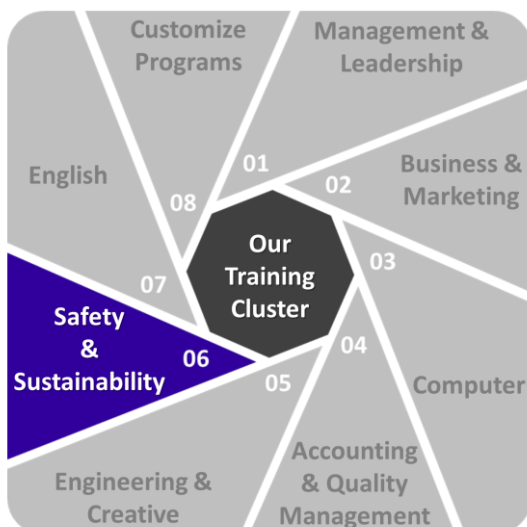 Customize
Programs
Management &
Leadership
01
Business &
Marketing
02
English
08
Our
Training
Cluster
03
07
Safety
&
Sustainability
06
04
05
Computer
Accounting
& Quality
Management
Engineering &
Creative